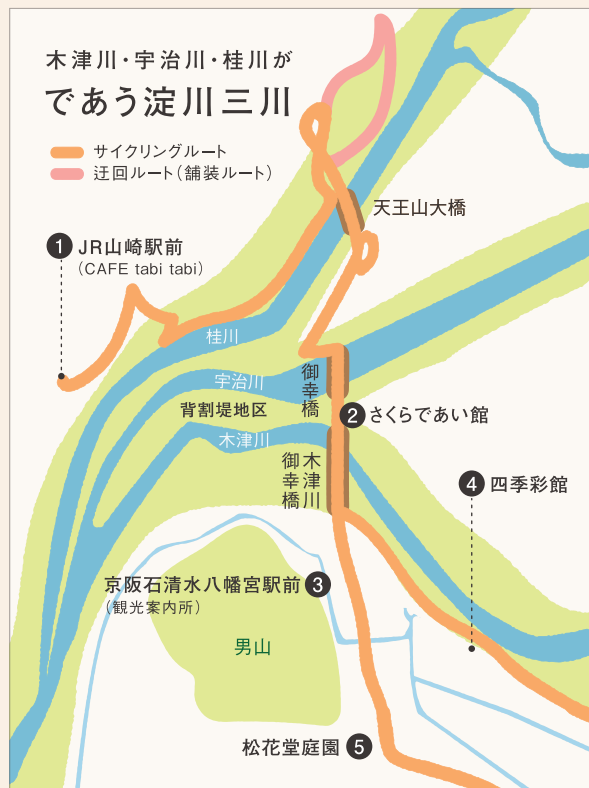 木津川・宇治川・桂川が
であう淀川三川
サイクリングルート
迂回ルート(舗装ルート)
天王山大橋
1 JR山崎駅前
(CAFE tabi tabi)
桂川
宇治川
御幸橋
背割堤地区
2 さくらであい館
木津川
木津川
御幸橋
4 四季彩館
京阪石清水八幡宮駅前 3
(観光案内所)
男山
松花堂庭園 5